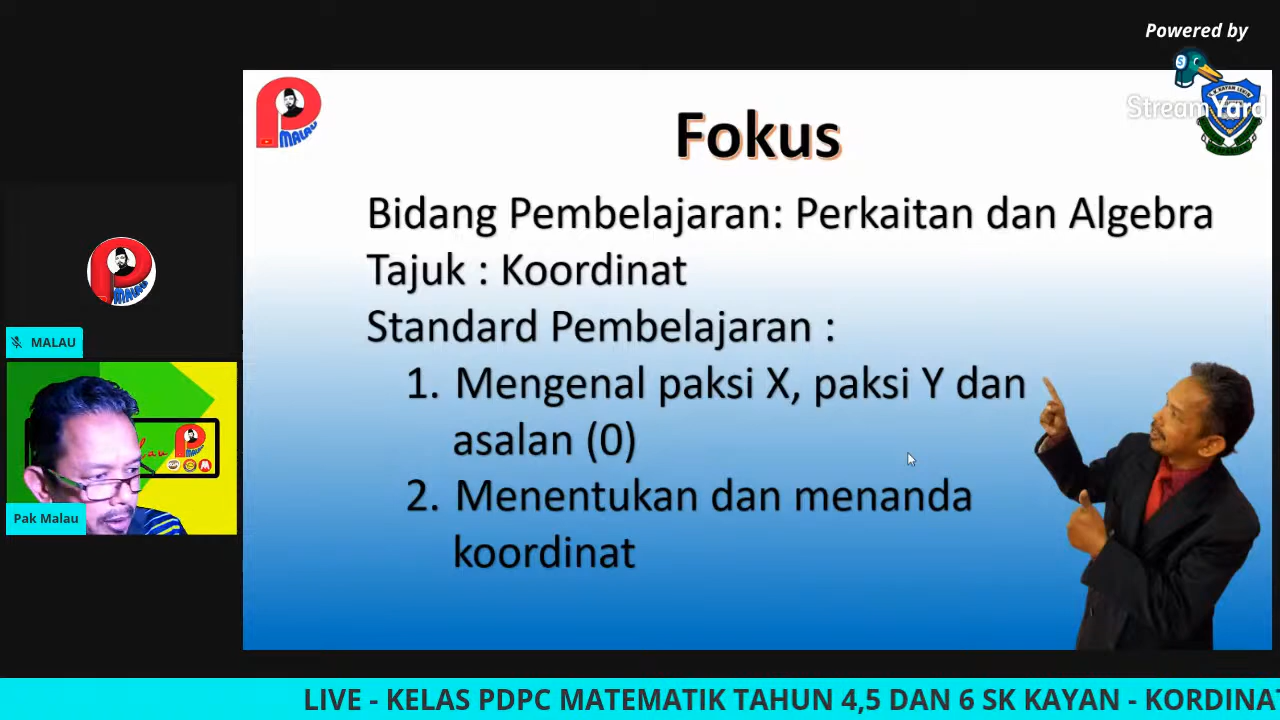 Powered by
StreamYard
P
MALAU
Fokus
Bidang Pembelajaran: Perkaitan dan Algebra
Tajuk : Koordinat
Standard Pembelajaran :
1. Mengenal paksi X, paksi Y dan
asalan (0)
2. Menentukan dan menanda
koordinat
MALAU
Pak Malau
LIVE - KELAS PDPC MATEMATIK TAHUN 4,5 DAN 6 SK KAYAN - KORDINA